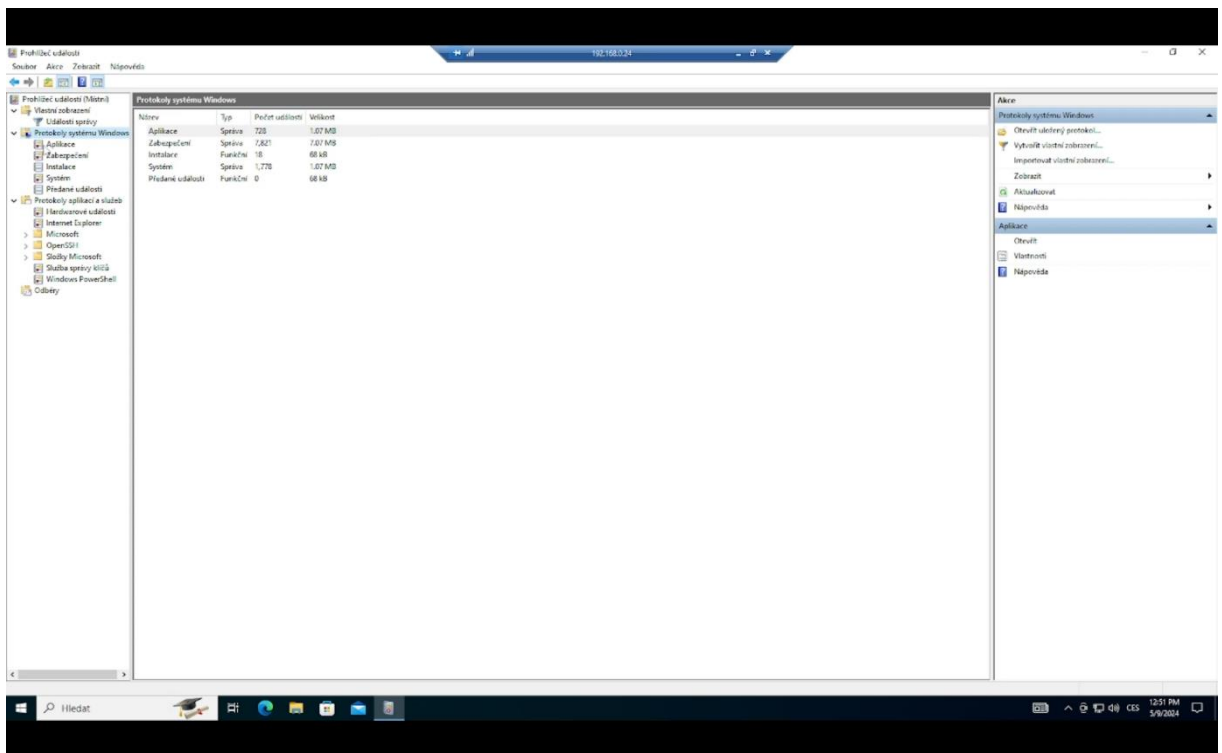 192.168.0.24
Prohlížeč událostí
Soubor Akce Zobrazit Nápověda
Prohlížeč událostí (Místní)
Vlastní zobrazení
Události správy
Protokoly systému Windows
Aplikace
Zabezpečení
Instalace
Systém
Předané události
Protokoly aplikací a služeb
Hardwarové události
Internet Explorer
Microsoft
OpenSSH
Složky Microsoft
Služba správy klíčů
Windows PowerShell
Odběry
Protokoly systému Windows
Název Typ Počet událostí Velikost
Aplikace Správa 728 1.07 MB
Zabezpečení Správa 7,821 7.07 MB
Instalace Funkční 18 68 kB
Systém Správa 1,778 1.07 MB
Předané události Funkční 0 68 kB
Akce
Protokoly systému Windows
Otevřít uložený protokol...
Vytvořit vlastní zobrazení...
Importovat vlastní zobrazení...
Zobrazit
Aktualizovat
Nápověda
Aplikace
Otevřít
Vlastnosti
Nápověda
Hledat
CES
12:51 PM
5/9/2024